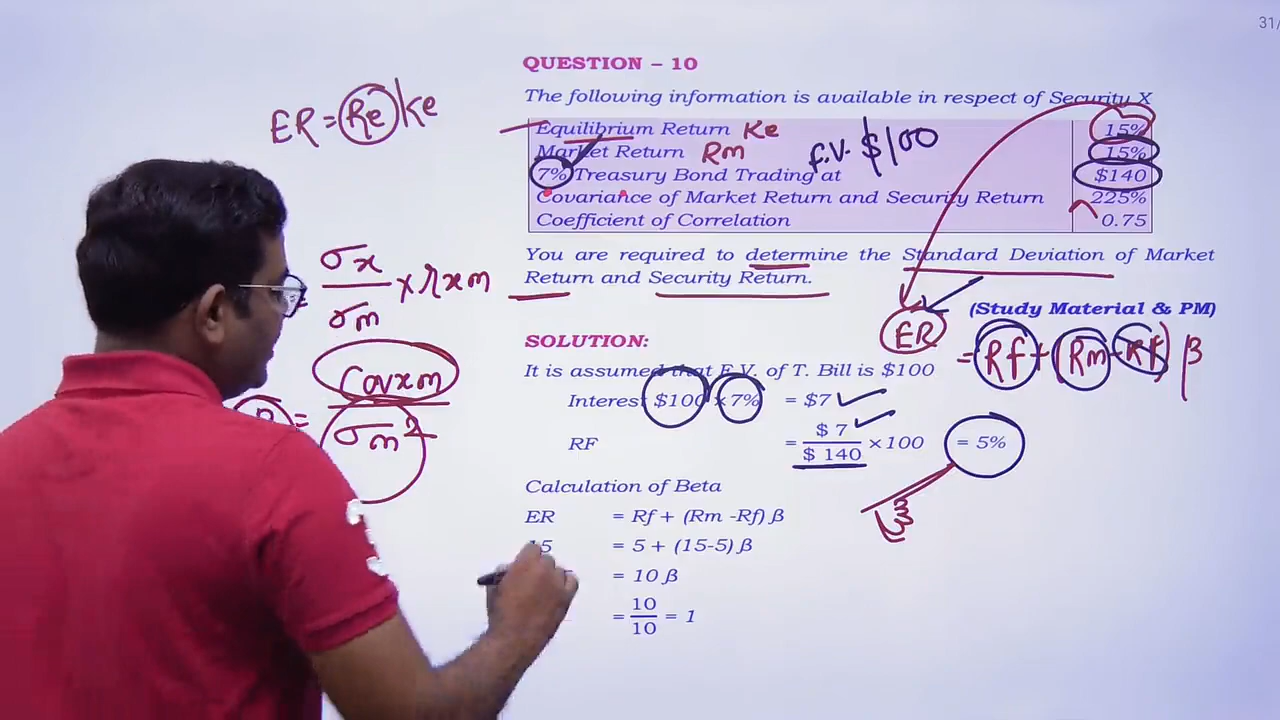 31/
QUESTION – 10
The following information is available in respect of Security X
Equilibrium Return Ke 15%
Market Return Rm 15%
F.V. $100
7% Treasury Bond Trading at $140
Covariance of Market Return and Security Return 225%
Coefficient of Correlation 0.75
You are required to determine the Standard Deviation of Market
Return and Security Return.
(Study Material & PM)
ER = Rf + (Rm - Rf) β
SOLUTION:
It is assumed that F.V. of T. Bill is $100
Interest $100 × 7% = $7
RF = $ 7 / $ 140 ×100 = 5%
Calculation of Beta
ER = Rf + (Rm -Rf) β
15 = 5 + (15-5) β
= 10 β
= 10 / 10 = 1
ER = Re / Ke
= σx / σm × rxm
= Covxm / σm²